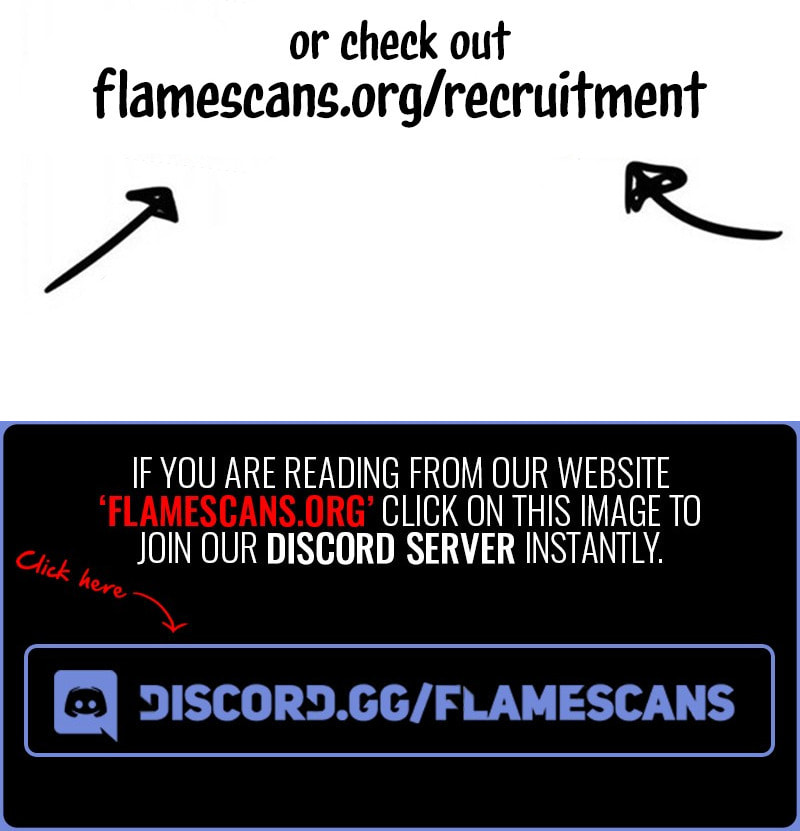 or check out
flamescans.org/recruitment
IF YOU ARE READING FROM OUR WEBSITE
‘FLAMESCANS.ORG’ CLICK ON THIS IMAGE TO
JOIN OUR DISCORD SERVER INSTANTLY.
Click here
DISCORD.GG/FLAMESCANS